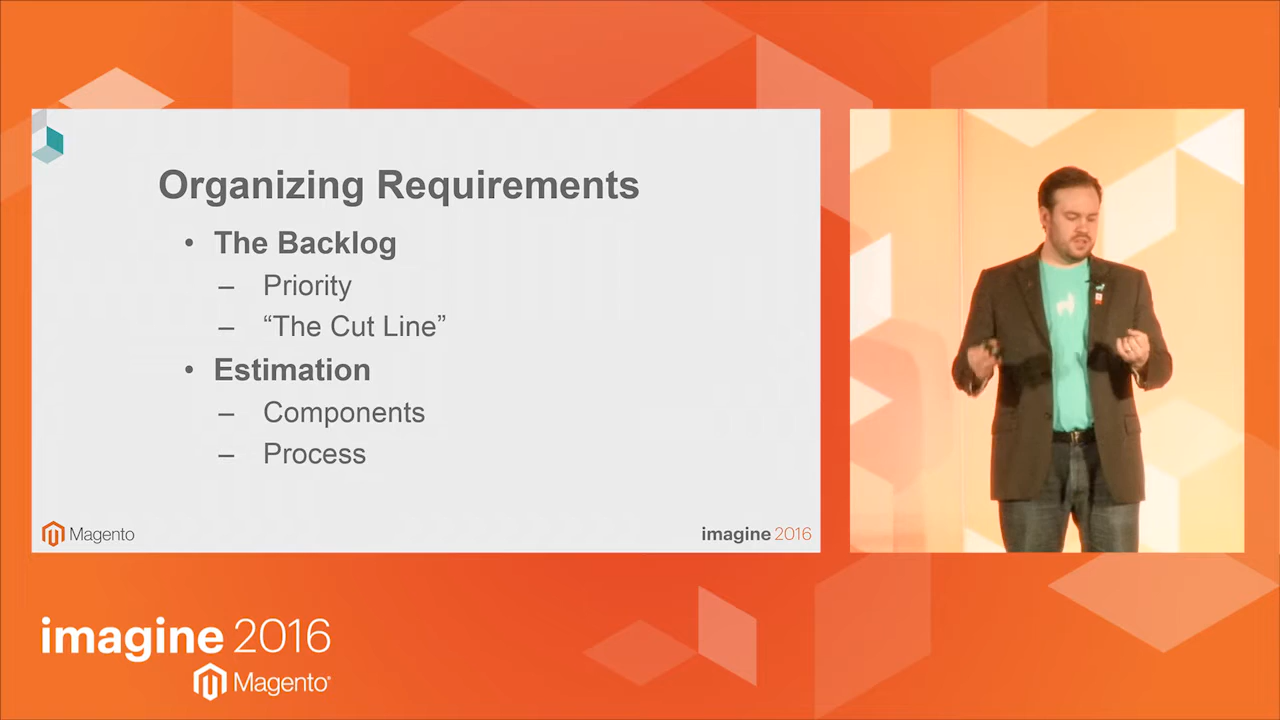 Organizing Requirements
• The Backlog
– Priority
– “The Cut Line”
• Estimation
– Components
– Process
Magento
imagine 2016
imagine 2016
Magento®